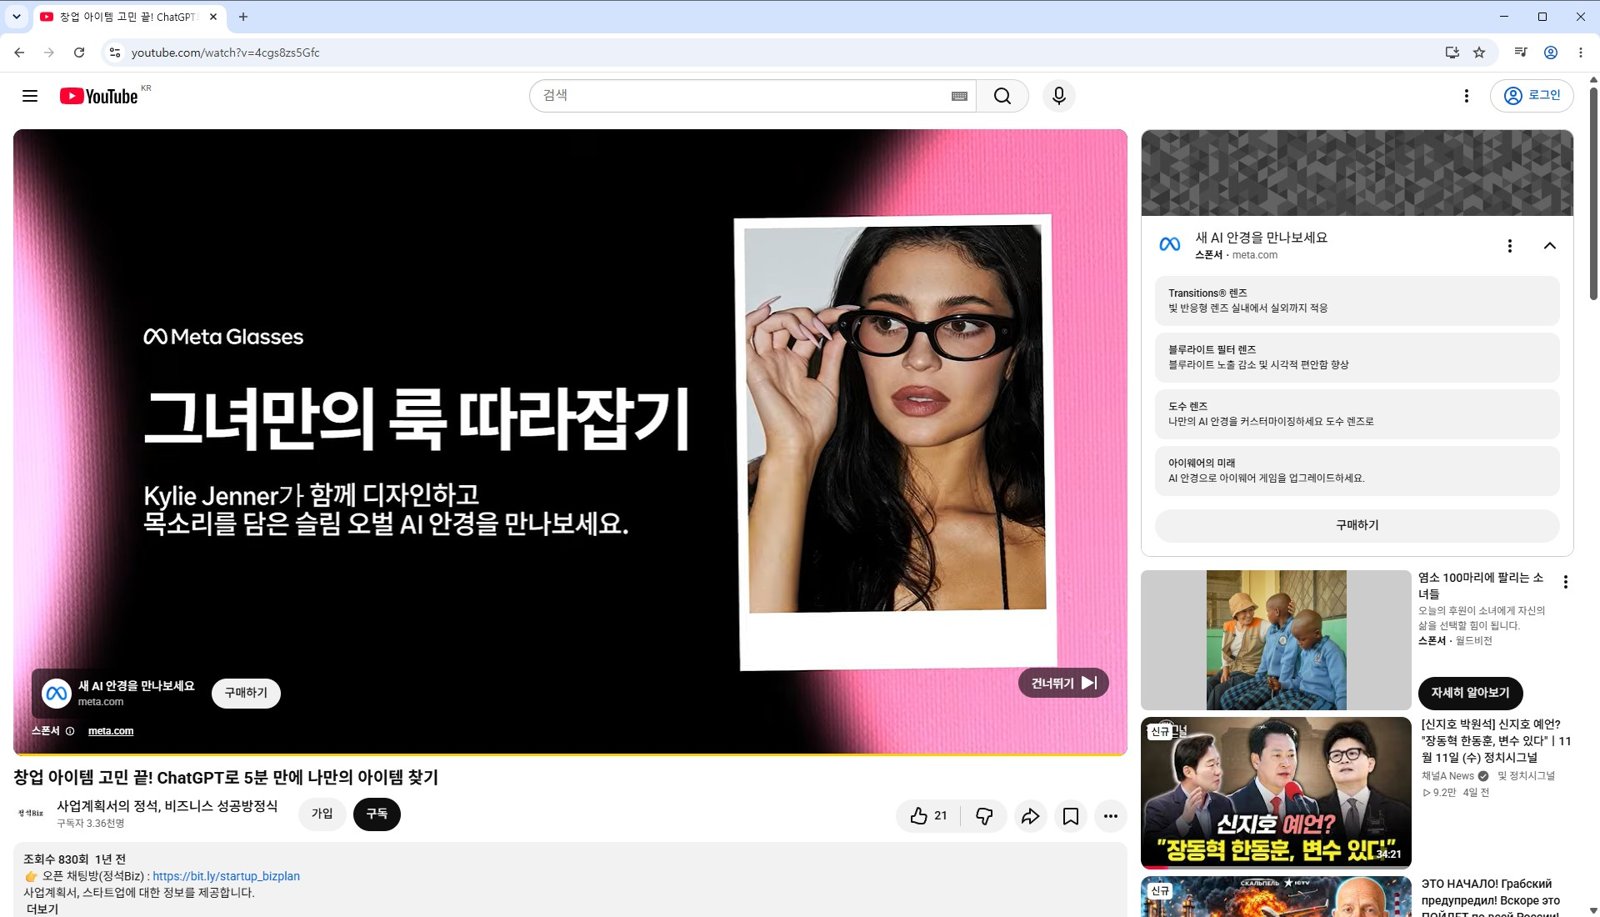 창업 아이템 고민 끝! ChatGPT
youtube.com/watch?v=4cgs8zs5Gfc
YouTube KR
검색
로그인
Meta Glasses
그녀만의 룩 따라잡기
Kylie Jenner가 함께 디자인하고
목소리를 담은 슬림 오벌 AI 안경을 만나보세요.
건너뛰기
새 AI 안경을 만나보세요
meta.com
구매하기
스폰서
meta.com
창업 아이템 고민 끝! ChatGPT로 5분 만에 나만의 아이템 찾기
정석Biz
사업계획서의 정석, 비즈니스 성공방정식
구독자 3.36천명
가입
구독
21
조회수 830회 1년 전
👉 오픈 채팅방(정석Biz) : https://bit.ly/startup_bizplan
사업계획서, 스타트업에 대한 정보를 제공합니다.
더보기
새 AI 안경을 만나보세요
스폰서 · meta.com
Transitions® 렌즈
빛 반응형 렌즈 실내에서 실외까지 적응
블루라이트 필터 렌즈
블루라이트 노출 감소 및 시각적 편안함 향상
도수 렌즈
나만의 AI 안경을 커스터마이징하세요 도수 렌즈로
아이웨어의 미래
AI 안경으로 아이웨어 게임을 업그레이드하세요.
구매하기
염소 100마리에 팔리는 소
녀들
오늘의 후원이 소녀에게 자신의
삶을 선택할 힘이 됩니다.
스폰서 · 월드비전
자세히 알아보기
신규
신지호 예언?
"장동혁 한동훈, 변수 있다"
34:21
[신지호 박원석] 신지호 예언?
"장동혁 한동훈, 변수 있다"ㅣ11
월 11일 (수) 정치시그널
채널A News 및 정치시그널
9.2만 4일 전
신규
СКАЛЬПЕЛЬ
ЭТО НАЧАЛО! Грабский
предупредил! Вскоре это
ПОЙДЕТ по всей России!